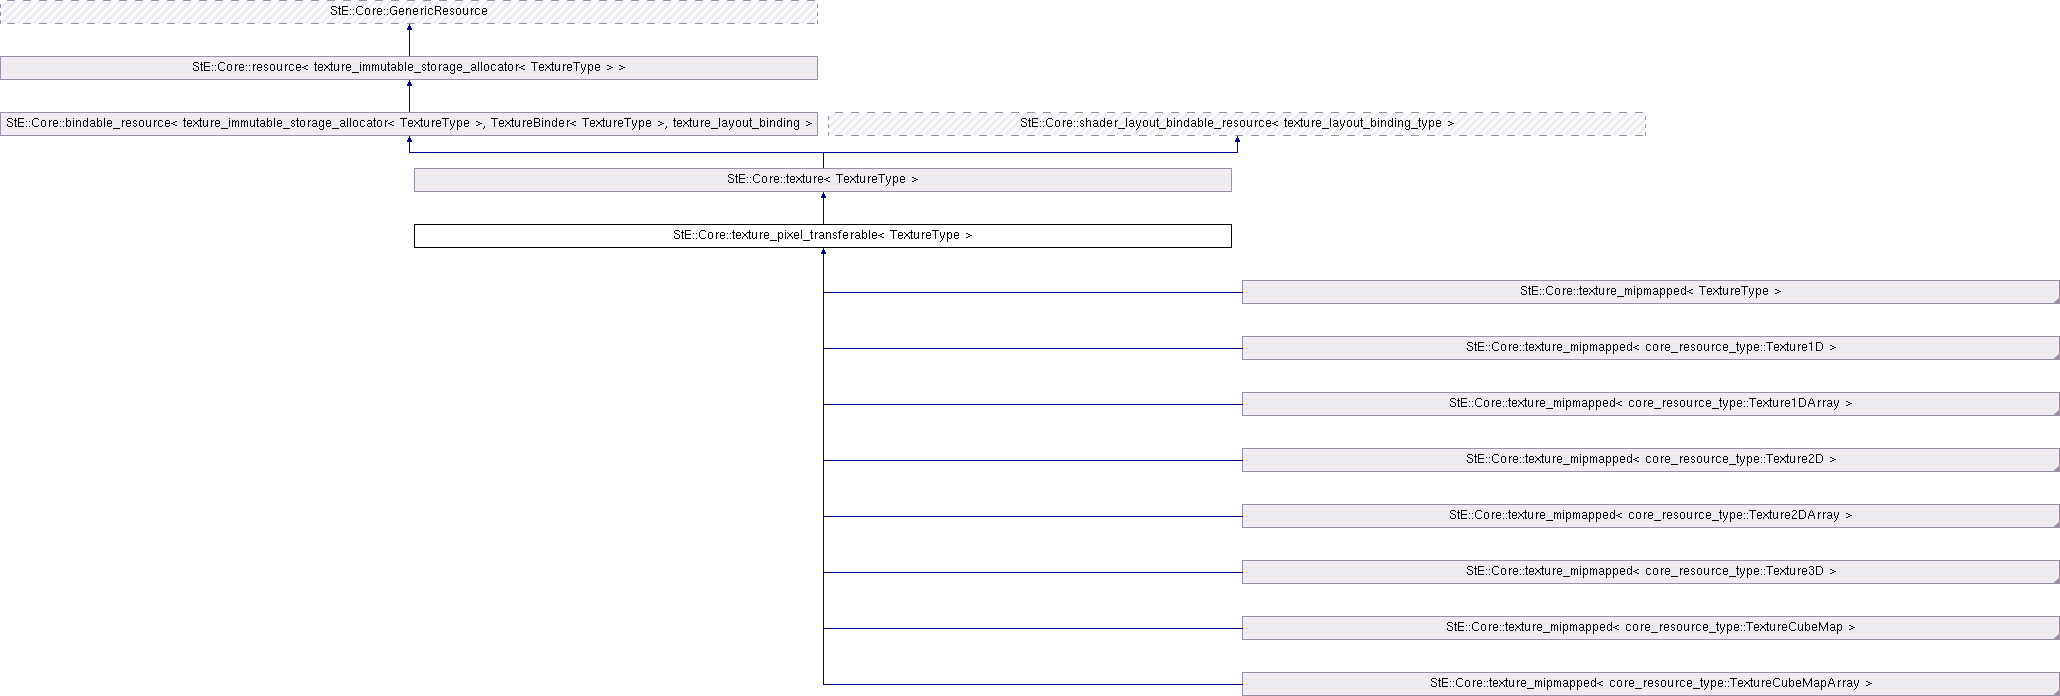 StE::Core::GenericResource
StE::Core::resource< texture_immutable_storage_allocator< TextureType > >
StE::Core::bindable_resource< texture_immutable_storage_allocator< TextureType >, TextureBinder< TextureType >, texture_layout_binding >
StE::Core::shader_layout_bindable_resource< texture_layout_binding_type >
StE::Core::texture< TextureType >
StE::Core::texture_pixel_transferable< TextureType >
StE::Core::texture_mipmapped< TextureType >
StE::Core::texture_mipmapped< core_resource_type::Texture1D >
StE::Core::texture_mipmapped< core_resource_type::Texture1DArray >
StE::Core::texture_mipmapped< core_resource_type::Texture2D >
StE::Core::texture_mipmapped< core_resource_type::Texture2DArray >
StE::Core::texture_mipmapped< core_resource_type::Texture3D >
StE::Core::texture_mipmapped< core_resource_type::TextureCubeMap >
StE::Core::texture_mipmapped< core_resource_type::TextureCubeMapArray >